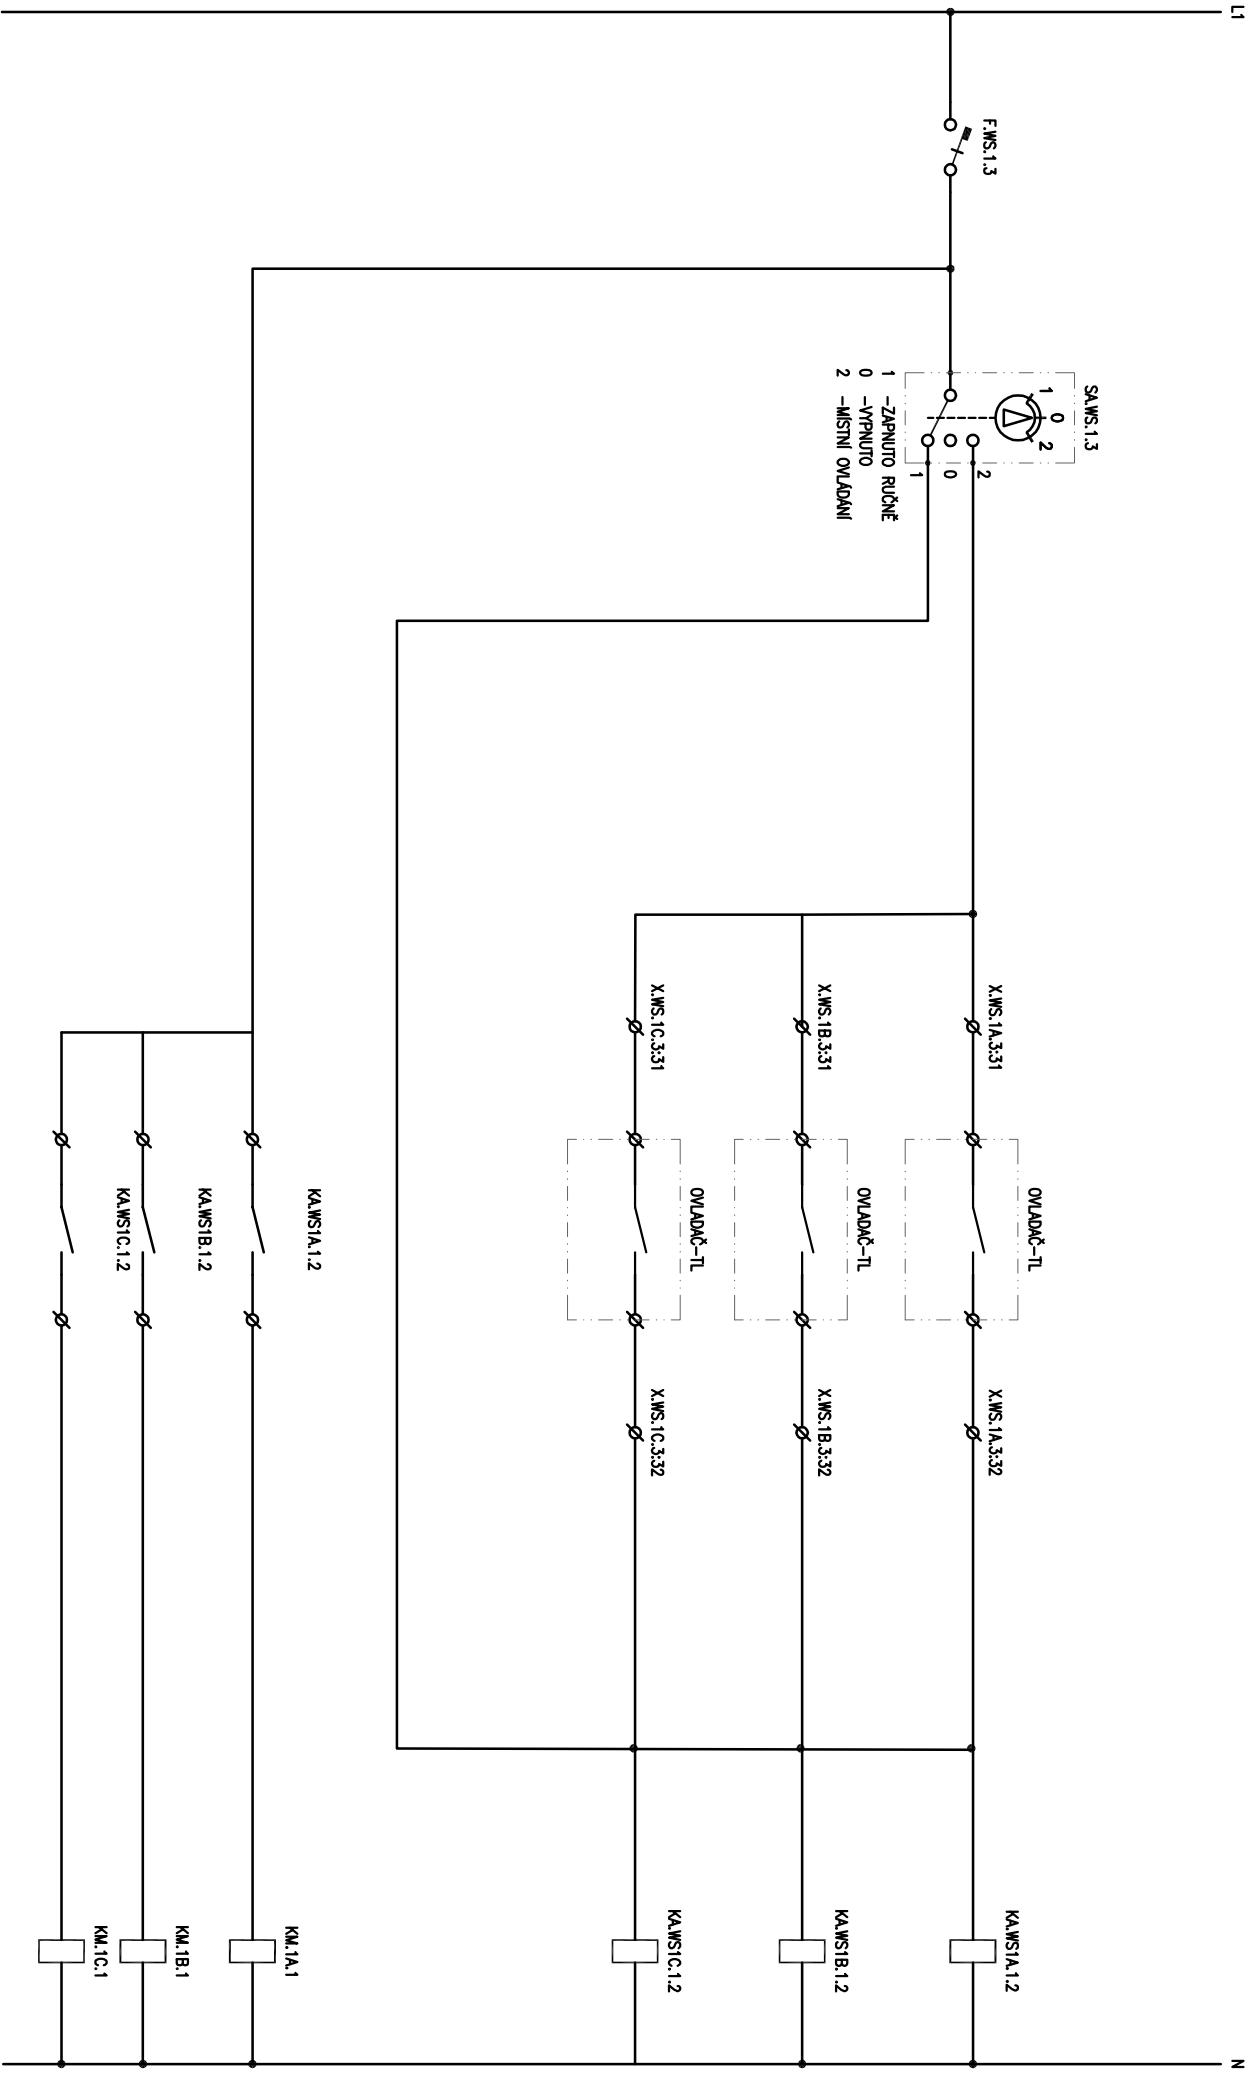 L1
F.WS.1.3
SA.WS.1.3
1
0
2
2
0
1
1 -ZAPNUTO RUČNĚ
0 -VYPNUTO
2 -MÍSTNÍ OVLÁDÁNÍ
X.WS.1A.3:31
OVLADAČ-TL
X.WS.1A.3:32
KA.WS1A.1.2
X.WS.1B.3:31
OVLADAČ-TL
X.WS.1B.3:32
KA.WS1B.1.2
X.WS.1C.3:31
OVLADAČ-TL
X.WS.1C.3:32
KA.WS1C.1.2
KA.WS1A.1.2
KM.1A.1
KA.WS1B.1.2
KM.1B.1
KA.WS1C.1.2
KM.1C.1
N